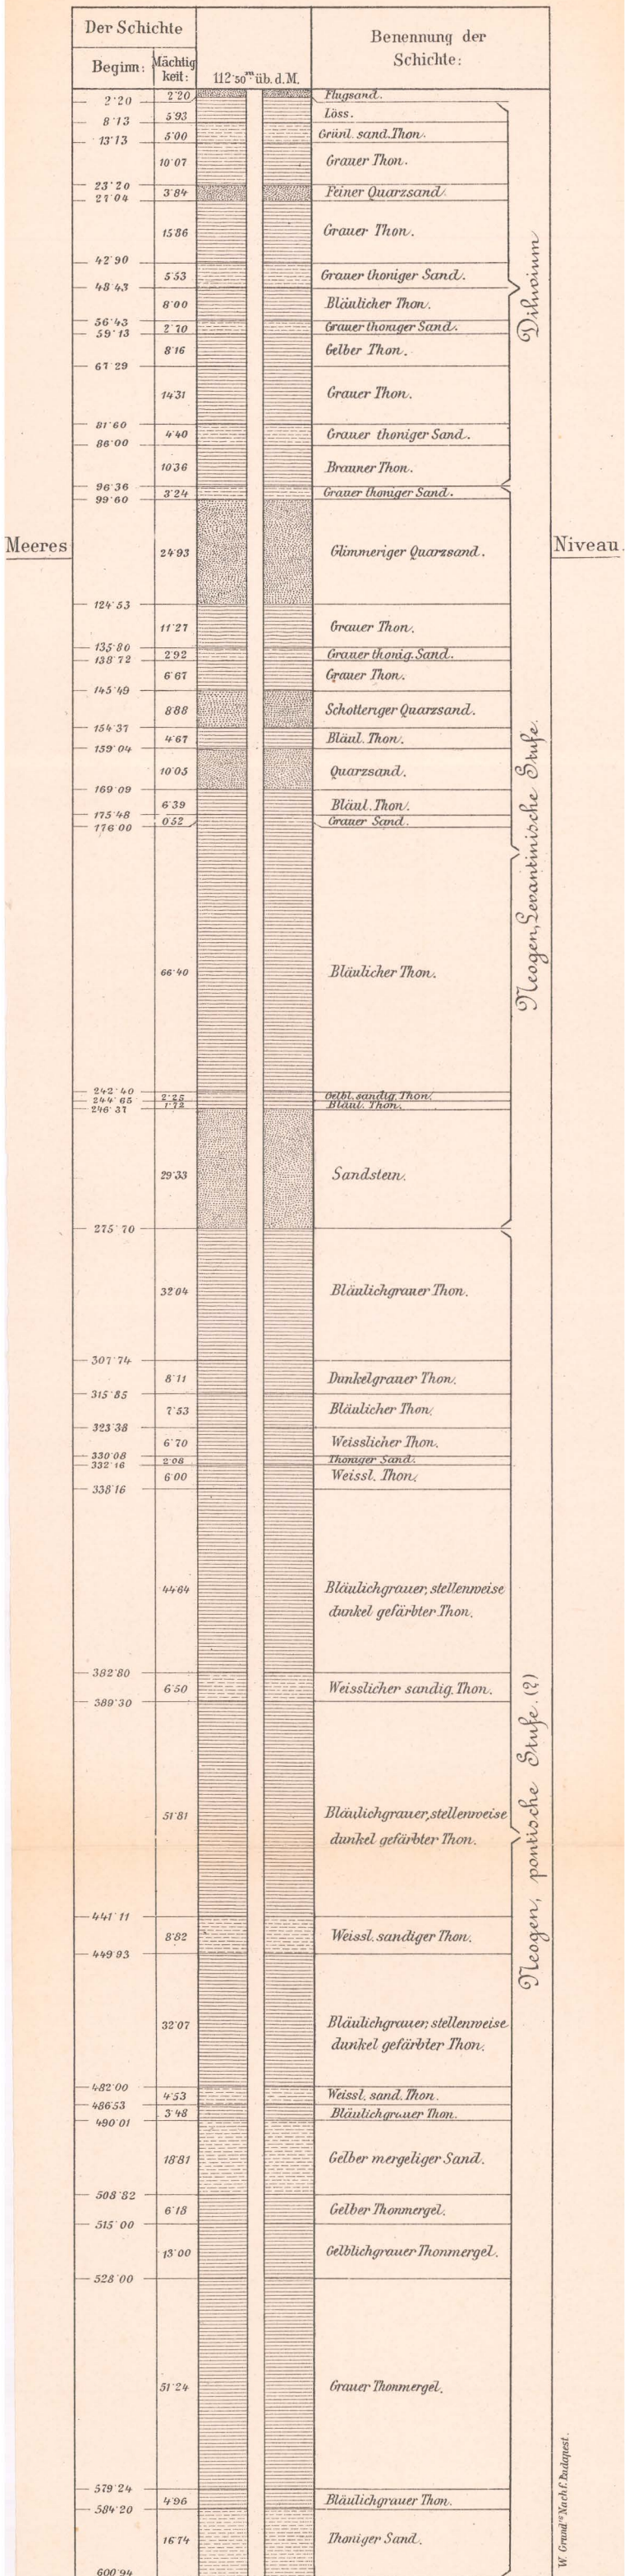 Der Schichte
Beginn:
Mächtig
keit:
112·50 m üb.d.M.
Benennung der
Schichte:
2·20
Flugsand.
2·20
5·93
Löss.
8·13
5·00
Grünl. sand.Thon.
13·13
10·07
Grauer Thon.
23·20
3·84
Feiner Quarzsand
27·04
15·86
Grauer Thon.
42·90
5·53
Grauer thoniger Sand.
48·43
8·00
Bläulicher Thon.
56·43
2·70
Grauer thoniger Sand.
59·13
8·16
Gelber Thon.
67·29
14·31
Grauer Thon.
81·60
4·40
Grauer thoniger Sand.
86·00
10·36
Brauner Thon.
Diluvium
96·36
3·24
Grauer thoniger Sand.
99·60
Meeres
Niveau.
24·93
Glimmeriger Quarzsand.
124·53
11·27
Grauer Thon.
135·80
2·92
Grauer thonig. Sand.
138·72
6·67
Grauer Thon.
145·49
8·88
Schotteriger Quarzsand.
154·37
4·67
Bläul. Thon.
159·04
10·05
Quarzsand.
169·09
6·39
Bläul. Thon.
175·48
0·52
Grauer Sand.
176·00
66·40
Bläulicher Thon.
242·40
2·25
Gelbl. sandig. Thon.
244·65
1·72
Bläul. Thon.
246·37
29·33
Sandstein.
Neogen, Levantinische Stufe.
275·70
32·04
Bläulichgrauer Thon.
307·74
8·11
Dunkelgrauer Thon.
315·85
7·53
Bläulicher Thon.
323·38
6·70
Weisslicher Thon.
330·08
2·08
Thoniger Sand.
332·16
6·00
Weissl. Thon.
338·16
44·64
Bläulichgrauer, stellenweise
dunkel gefärbter Thon.
382·80
6·50
Weisslicher sandig. Thon.
389·30
51·81
Bläulichgrauer, stellenweise
dunkel gefärbter Thon.
441·11
8·82
Weissl. sandiger Thon.
449·93
32·07
Bläulichgrauer, stellenweise
dunkel gefärbter Thon.
482·00
4·53
Weissl. sand. Thon.
486·53
3·48
Bläulichgrauer Thon.
490·01
18·81
Gelber mergeliger Sand.
508·82
6·18
Gelber Thonmergel.
515·00
13·00
Gelblichgrauer Thonmergel.
528·00
51·24
Grauer Thonmergel.
579·24
4·96
Bläulichgrauer Thon.
584·20
16·74
Thoniger Sand.
600·94
Neogen, pontische Stufe. (?)
W. Grund's Nachf. Budapest.